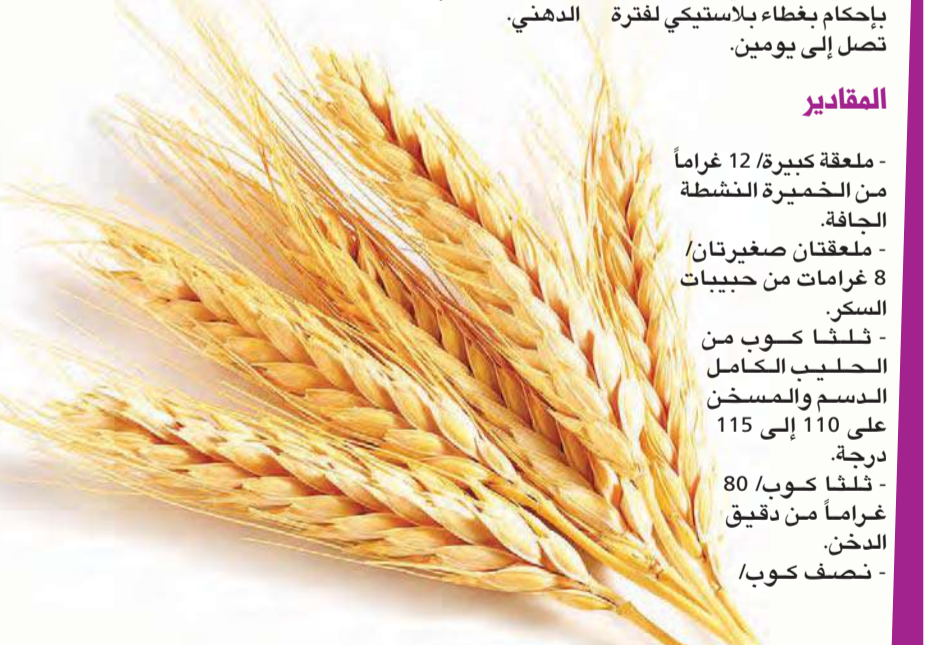 بإحكام بغطاء بلاستيكي لفترة
تصل إلى يومين.
المقادير
- ملعقة كبيرة/ 12 غراماً
من الخميرة النشطة
الجافة.
- ملعقتان صغيرتان/
8 غرامات من حبيبات
السكر.
- ثلثا كوب من
الحليب الكامل
الدسم والمسخن
على 110 إلى 115
درجة.
- ثلثا كوب/ 80
غراماً من دقيق
الدخن.
- نصف كوب/
الدهني.